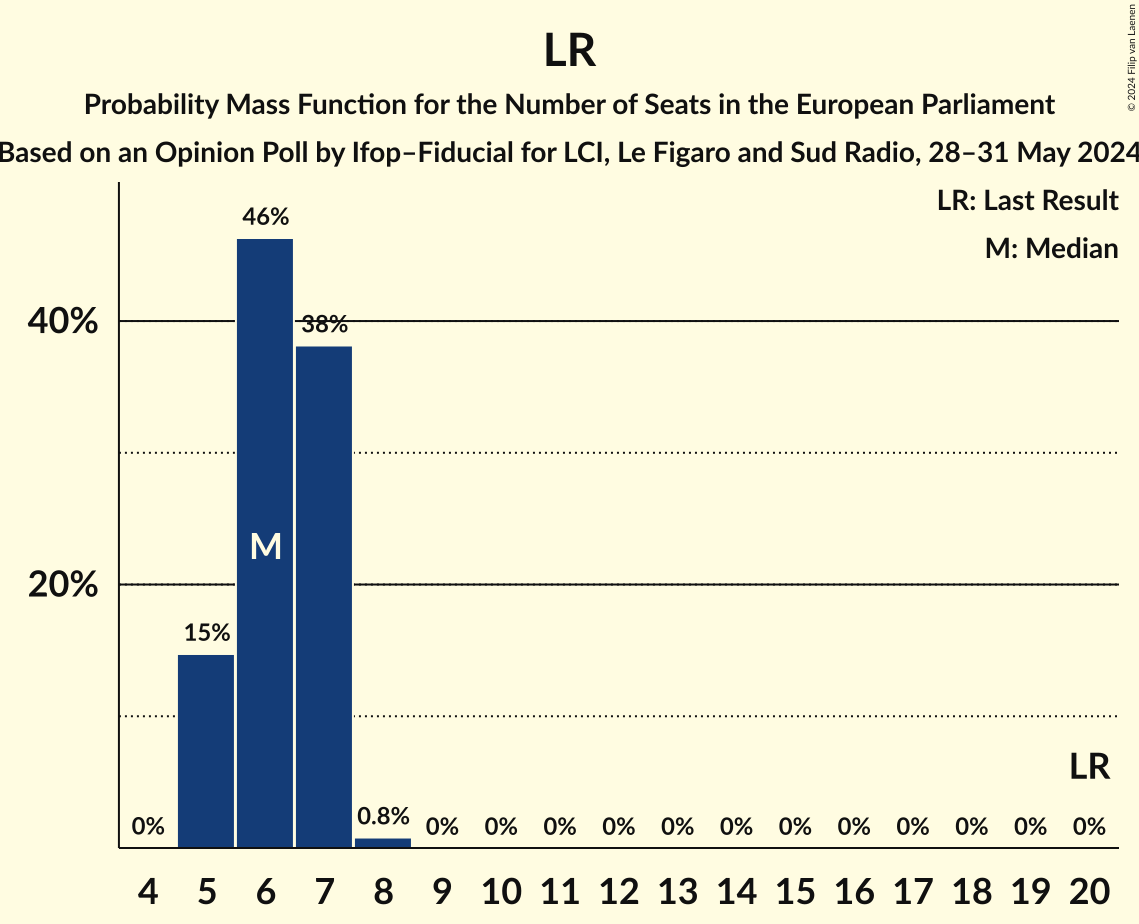 LR
Probability Mass Function for the Number of Seats in the European Parliament
Based on an Opinion Poll by Ifop–Fiducial for LCI, Le Figaro and Sud Radio, 28–31 May 2024
© 2024 Filip van Laenen
LR: Last Result
M: Median
46%
40%
38%
M
20%
15%
LR
0% 0.8% 0% 0% 0% 0% 0% 0% 0% 0% 0% 0% 0% 0%
4 5 6 7 8 9 10 11 12 13 14 15 16 17 18 19 20